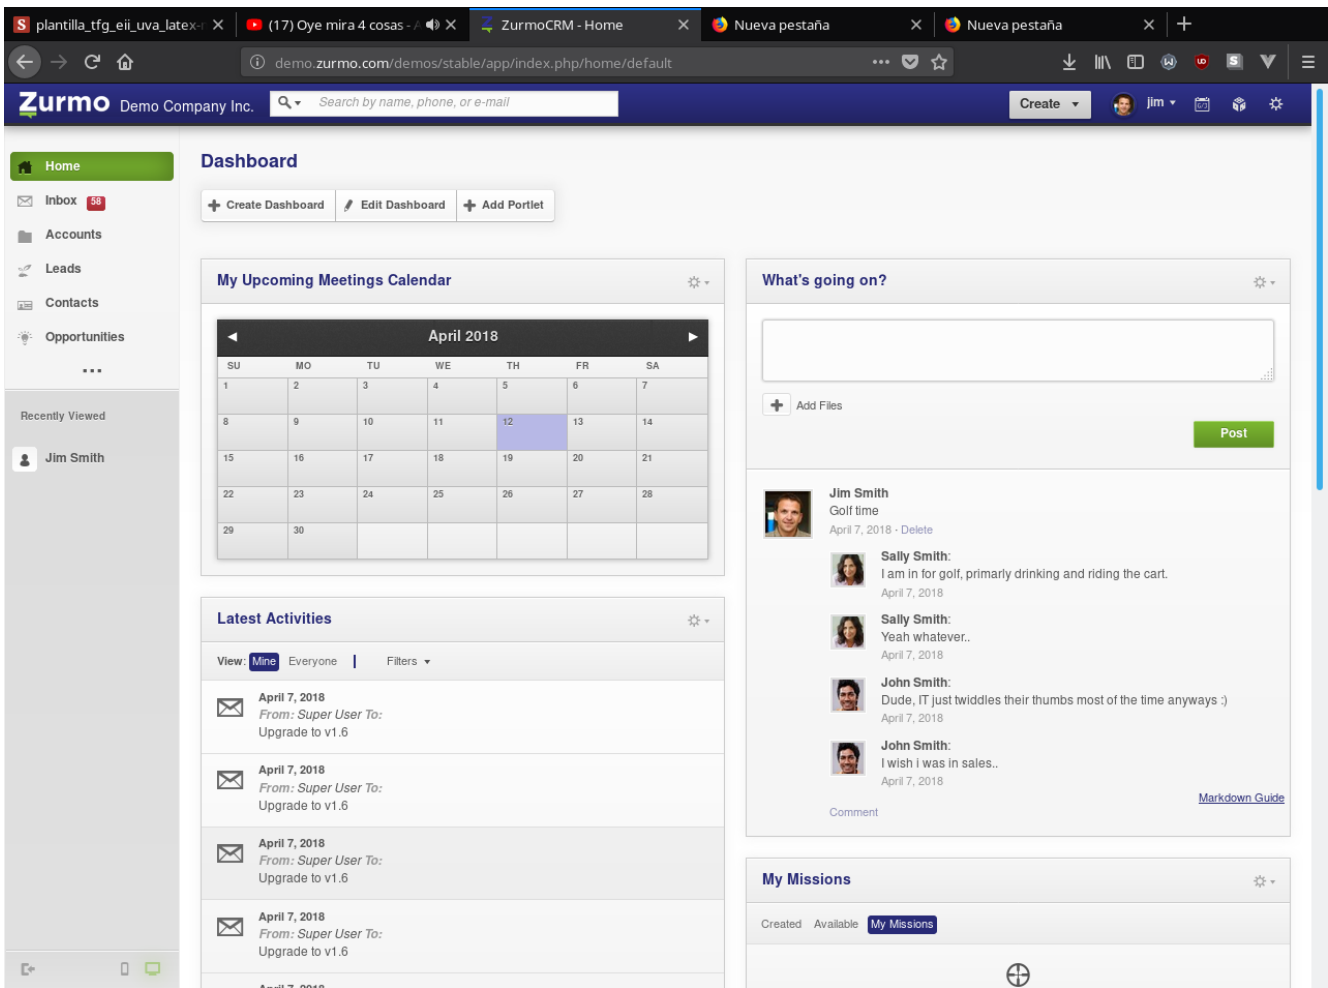 plantilla_tfg_eii_uva_latex-
(17) Oye mira 4 cosas -
ZurmoCRM - Home
Nueva pestaña
Nueva pestaña
demo.zurmo.com/demos/stable/app/index.php/home/default
Zurmo Demo Company Inc.
Search by name, phone, or e-mail
Create
jim
Home
Inbox 58
Accounts
Leads
Contacts
Opportunities
...
Recently Viewed
Jim Smith
Dashboard
Create Dashboard
Edit Dashboard
Add Portlet
My Upcoming Meetings Calendar
April 2018
SU MO TU WE TH FR SA
1 2 3 4 5 6 7
8 9 10 11 12 13 14
15 16 17 18 19 20 21
22 23 24 25 26 27 28
29 30
Latest Activities
View: Mine Everyone | Filters
April 7, 2018
From: Super User To:
Upgrade to v1.6
April 7, 2018
From: Super User To:
Upgrade to v1.6
April 7, 2018
From: Super User To:
Upgrade to v1.6
April 7, 2018
From: Super User To:
Upgrade to v1.6
April 7, 2018
What's going on?
Add Files
Post
Jim Smith
Golf time
April 7, 2018 - Delete
Sally Smith:
I am in for golf, primarly drinking and riding the cart.
April 7, 2018
Sally Smith:
Yeah whatever..
April 7, 2018
John Smith:
Dude, IT just twiddles their thumbs most of the time anyways :)
April 7, 2018
John Smith:
I wish i was in sales..
April 7, 2018
Markdown Guide
Comment
My Missions
Created Available My Missions